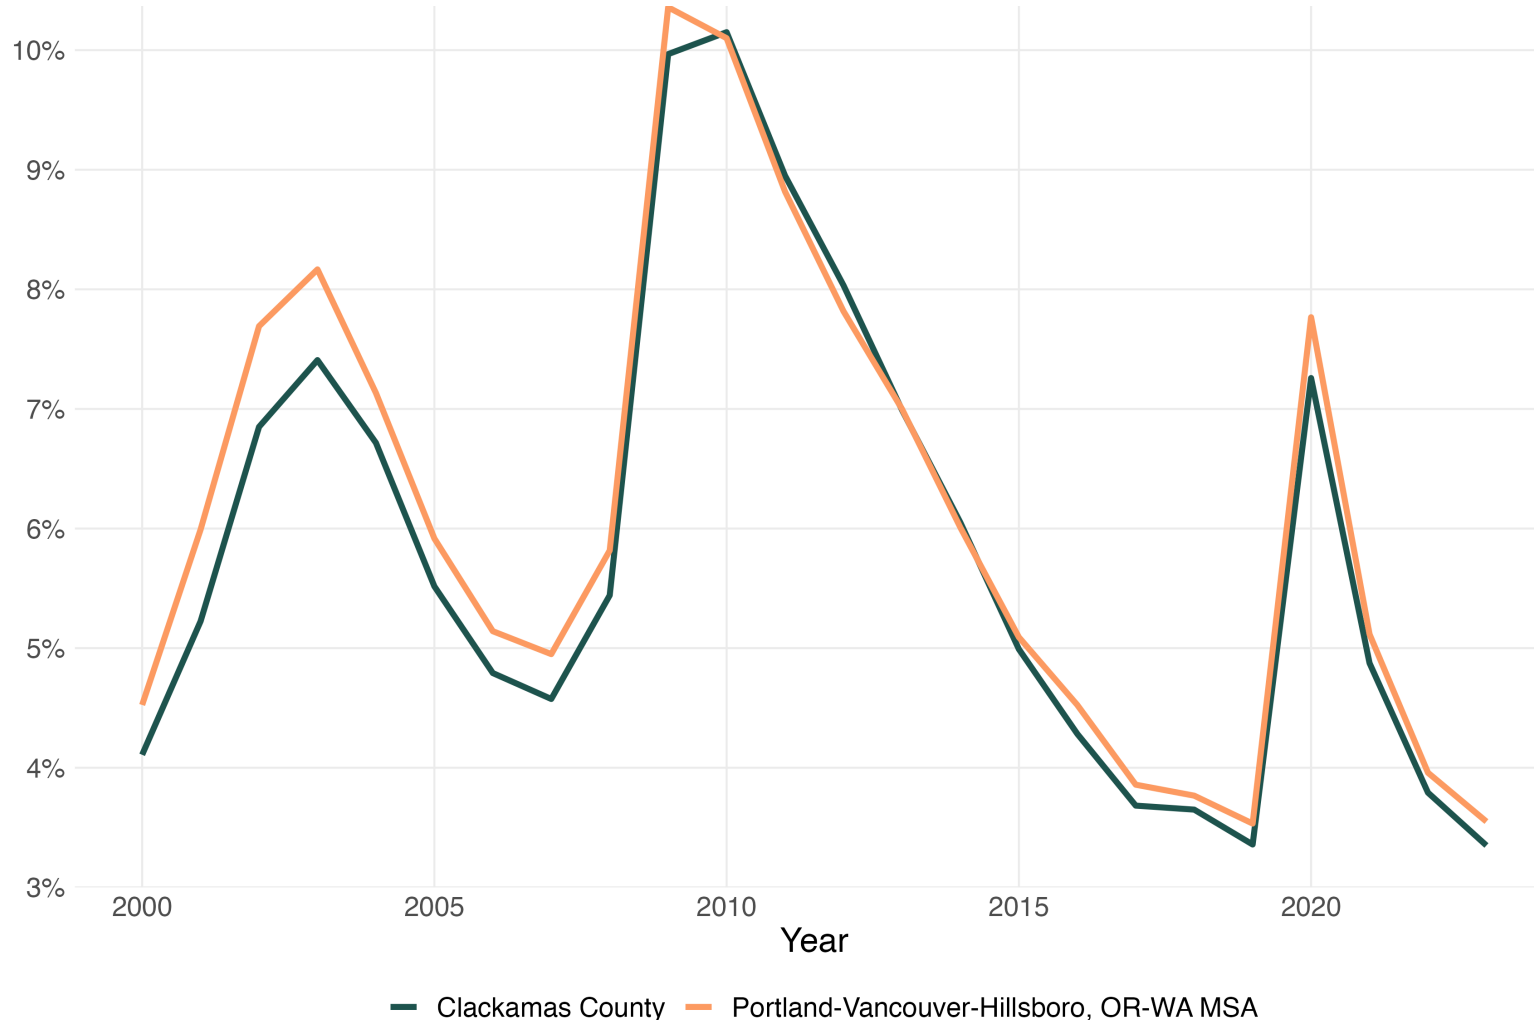 10%
9%
8%
7%
6%
5%
4%
3%
2000 2005 2010 2015 2020
Year
Clackamas County Portland-Vancouver-Hillsboro, OR-WA MSA